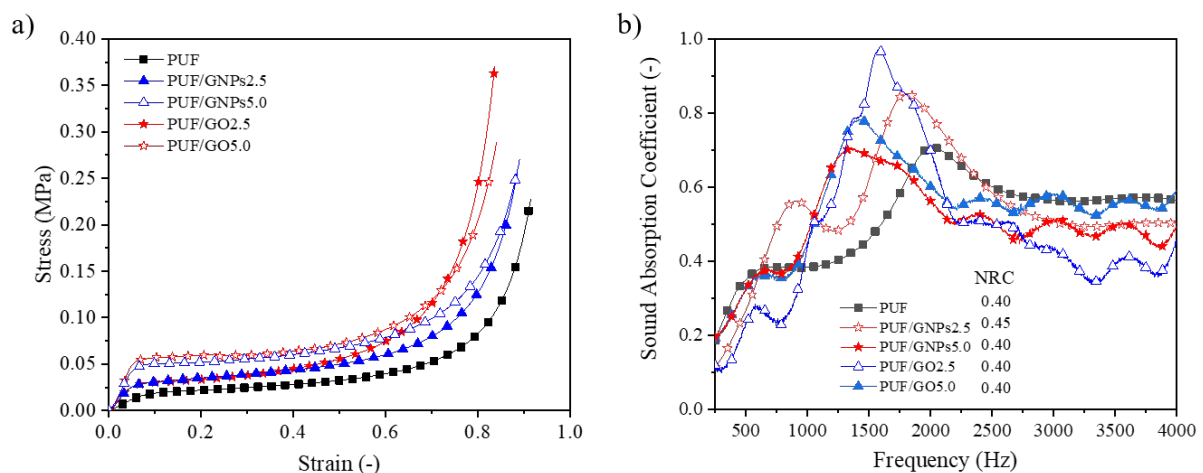 a)
0.40
0.35
0.30
0.25
0.20
0.15
0.10
0.05
0.00
Stress (MPa)
PUF
PUF/GNPs2.5
PUF/GNPs5.0
PUF/GO2.5
PUF/GO5.0
0.0 0.2 0.4 0.6 0.8 1.0
Strain (-)
b)
1.0
0.8
0.6
0.4
0.2
0.0
Sound Absorption Coefficient (-)
NRC
PUF 0.40
PUF/GNPs2.5 0.45
PUF/GNPs5.0 0.40
PUF/GO2.5 0.40
PUF/GO5.0 0.40
500 1000 1500 2000 2500 3000 3500 4000
Frequency (Hz)